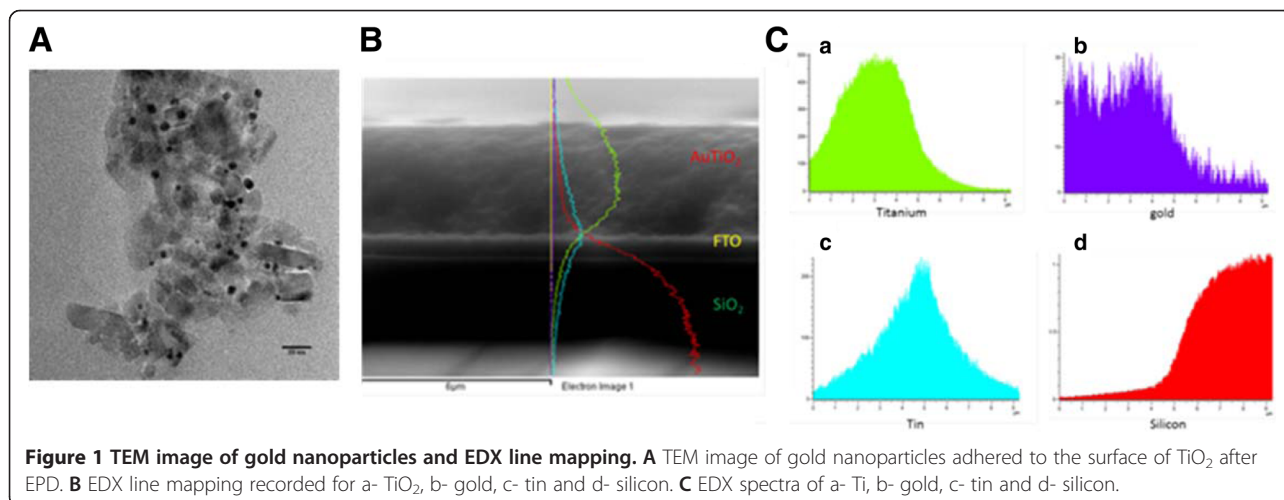 A
B
C
a
b
AuTiO₂
FTO
SiO₂
6μm
Electron Image 1
Titanium
gold
c
d
Tin
Silicon
Figure 1 TEM image of gold nanoparticles and EDX line mapping. A TEM image of gold nanoparticles adhered to the surface of TiO₂ after
EPD. B EDX line mapping recorded for a- TiO₂, b- gold, c- tin and d- silicon. C EDX spectra of a- Ti, b- gold, c- tin and d- silicon.